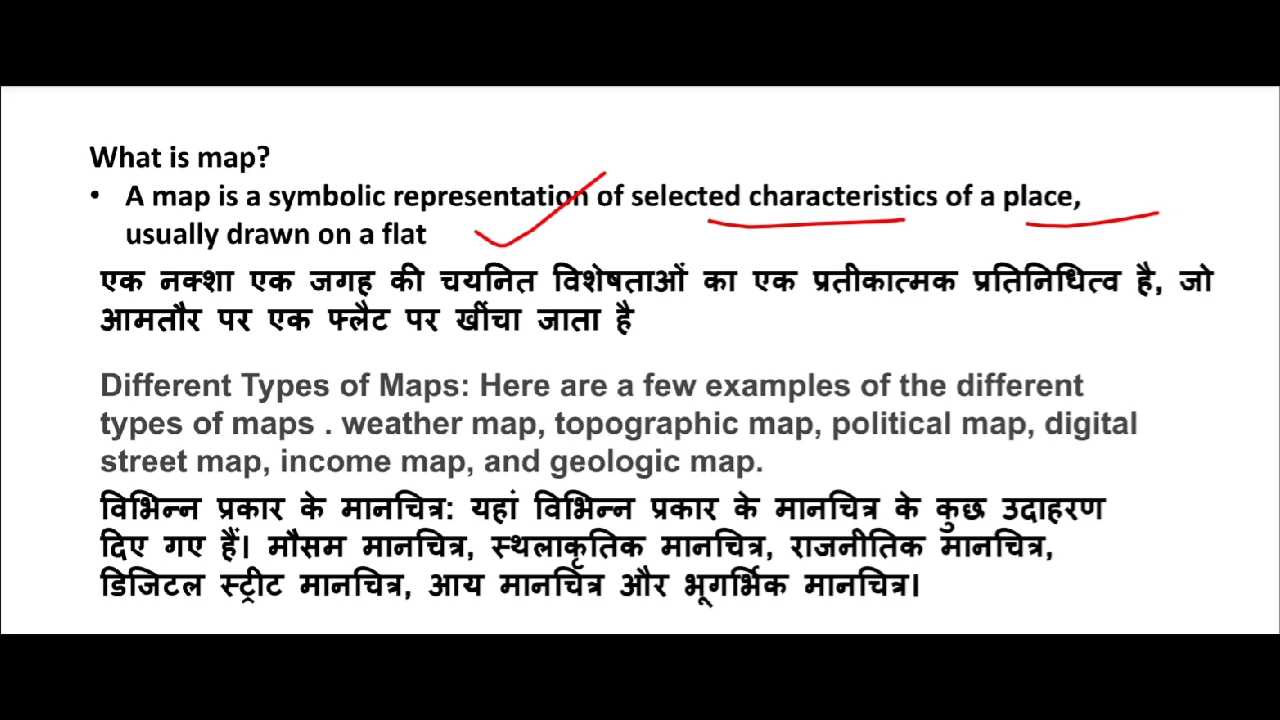 What is map?
• A map is a symbolic representation of selected characteristics of a place,
usually drawn on a flat
एक नक्शा एक जगह की चयनित विशेषताओं का एक प्रतीकात्मक प्रतिनिधित्व है, जो
आमतौर पर एक फ्लैट पर खींचा जाता है
Different Types of Maps: Here are a few examples of the different
types of maps . weather map, topographic map, political map, digital
street map, income map, and geologic map.
विभिन्न प्रकार के मानचित्र: यहां विभिन्न प्रकार के मानचित्र के कुछ उदाहरण
दिए गए हैं। मौसम मानचित्र, स्थलाकृतिक मानचित्र, राजनीतिक मानचित्र,
डिजिटल स्ट्रीट मानचित्र, आय मानचित्र और भूगर्भिक मानचित्र।